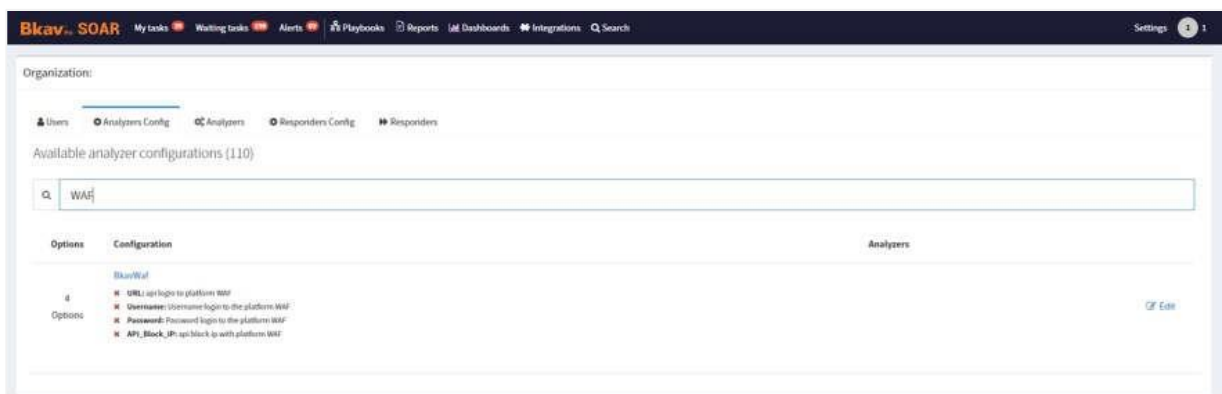 Bkav Pro SOAR My tasks Waiting tasks Alerts Playbooks Reports Dashboards Integrations Search Settings 1 1
Organization:
Users Analyzers Config Analyzers Responders Config Responders
Available analyzer configurations (110)
WAF
Options Configuration Analyzers
BkavWaf
4
Options
URL: api login to platform WAF
Username: Username login to the platform WAF
Password: Password login to the platform WAF
API_Block_IP: api block ip with platform WAF
Edit